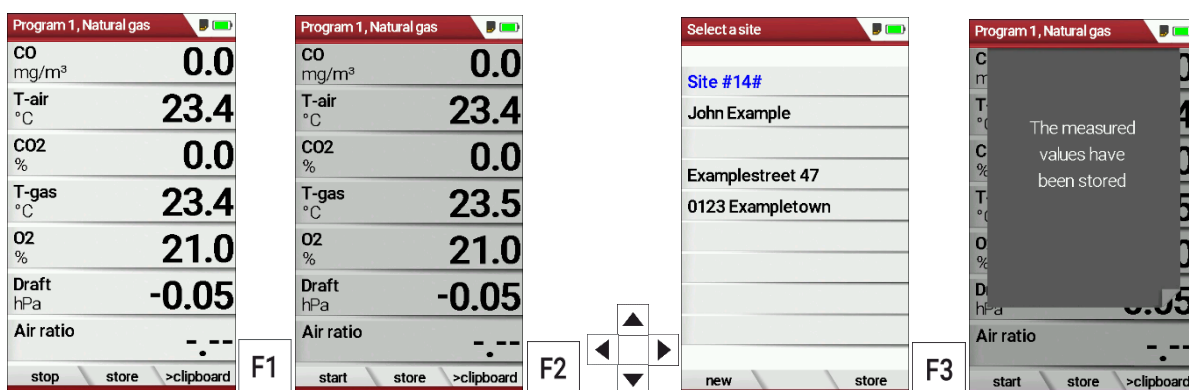 Program 1, Natural gas
CO
mg/m³
0.0
T-air
°C
23.4
CO2
%
0.0
T-gas
°C
23.4
O2
%
21.0
Draft
hPa
-0.05
Air ratio
-.--
stop store >clipboard
F1
Program 1, Natural gas
CO
mg/m³
0.0
T-air
°C
23.4
CO2
%
0.0
T-gas
°C
23.5
O2
%
21.0
Draft
hPa
-0.05
Air ratio
-.--
start store >clipboard
F2
Select a site
Site #14#
John Example
Examplestreet 47
0123 Exampletown
new store
F3
Program 1, Natural gas
The measured
values have
been stored
hPa
Air ratio
-.--
start store >clipboard